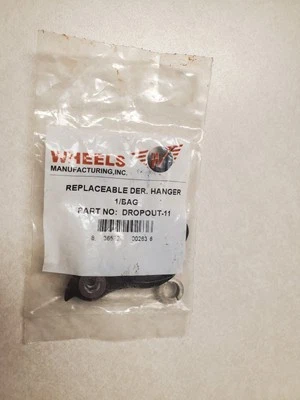 WHEELS
MANUFACTURING, INC.
REPLACEABLE DER. HANGER
1/BAG
PART NO: DROPOUT-11